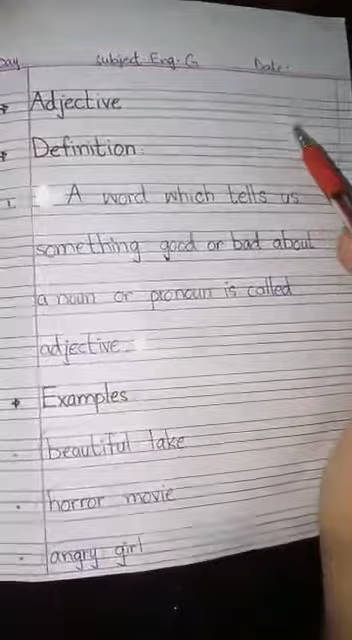 Day subject Eng.G Date:
Adjective
Definition:
1. A word which tells us
something good or bad about
a noun or pronoun is called
adjective.
Examples
beautiful lake
horror movie
angry girl